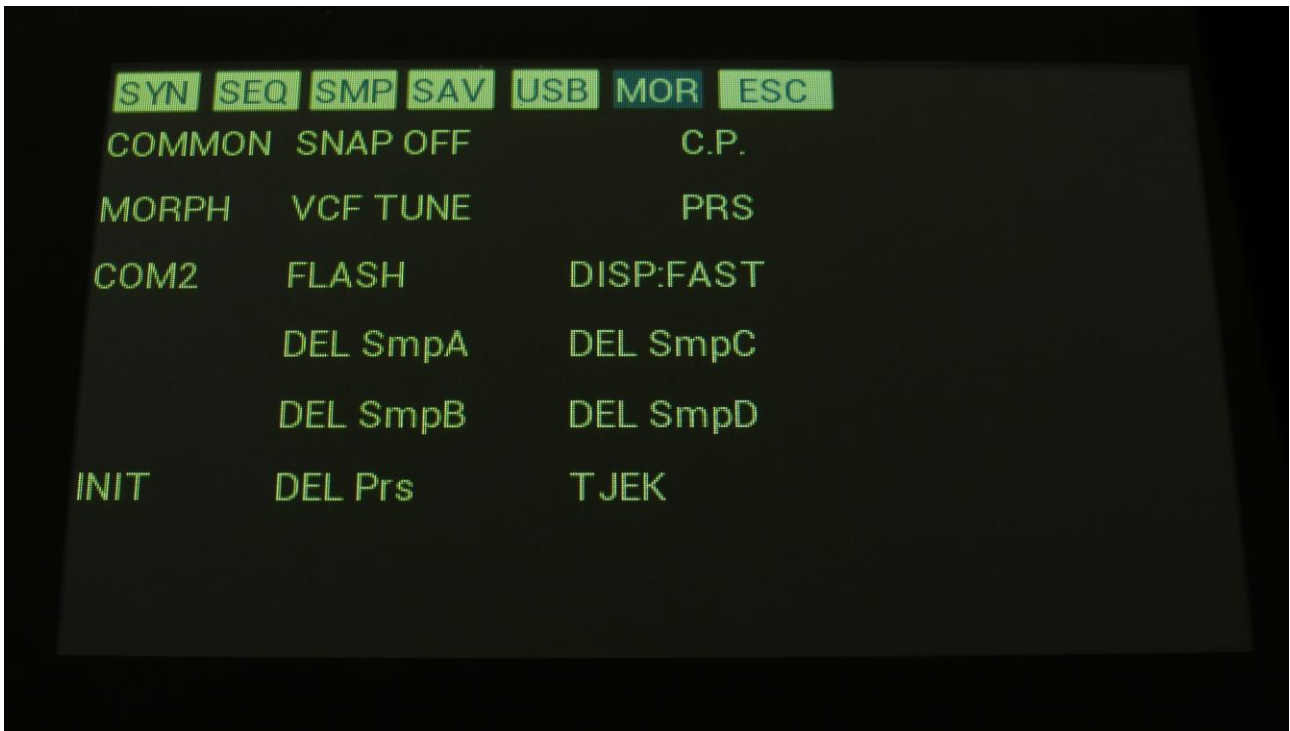 SYN SEQ SMP SAV USB MOR ESC
COMMON SNAP OFF C.P.
MORPH VCF TUNE PRS
COM2 FLASH DISP:FAST
DEL SmpA DEL SmpC
DEL SmpB DEL SmpD
INIT DEL Prs TJEK